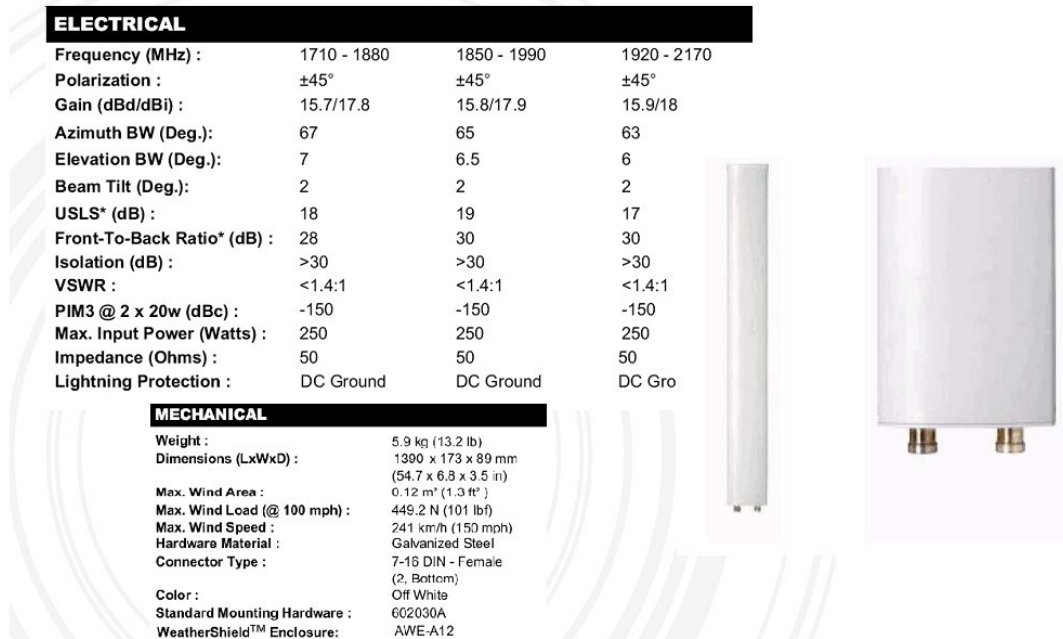 ELECTRICAL
Frequency (MHz) : 1710 - 1880 1850 - 1990 1920 - 2170
Polarization : ±45° ±45° ±45°
Gain (dBd/dBi) : 15.7/17.8 15.8/17.9 15.9/18
Azimuth BW (Deg.): 67 65 63
Elevation BW (Deg.): 7 6.5 6
Beam Tilt (Deg.): 2 2 2
USLS* (dB) : 18 19 17
Front-To-Back Ratio* (dB) : 28 30 30
Isolation (dB) : >30 >30 >30
VSWR : <1.4:1 <1.4:1 <1.4:1
PIM3 @ 2 x 20w (dBc) : -150 -150 -150
Max. Input Power (Watts) : 250 250 250
Impedance (Ohms) : 50 50 50
Lightning Protection : DC Ground DC Ground DC Gro
MECHANICAL
Weight : 5.9 kg (13.2 lb)
Dimensions (LxWxD) : 1390 x 173 x 89 mm
(54.7 x 6.8 x 3.5 in)
Max. Wind Area : 0.12 m² (1.3 ft² )
Max. Wind Load (@ 100 mph) : 449.2 N (101 lbf)
Max. Wind Speed : 241 km/h (150 mph)
Hardware Material : Galvanized Steel
Connector Type : 7-16 DIN - Female
(2, Bottom)
Color : Off White
Standard Mounting Hardware : 602030A
WeatherShield™ Enclosure: AWE-A12